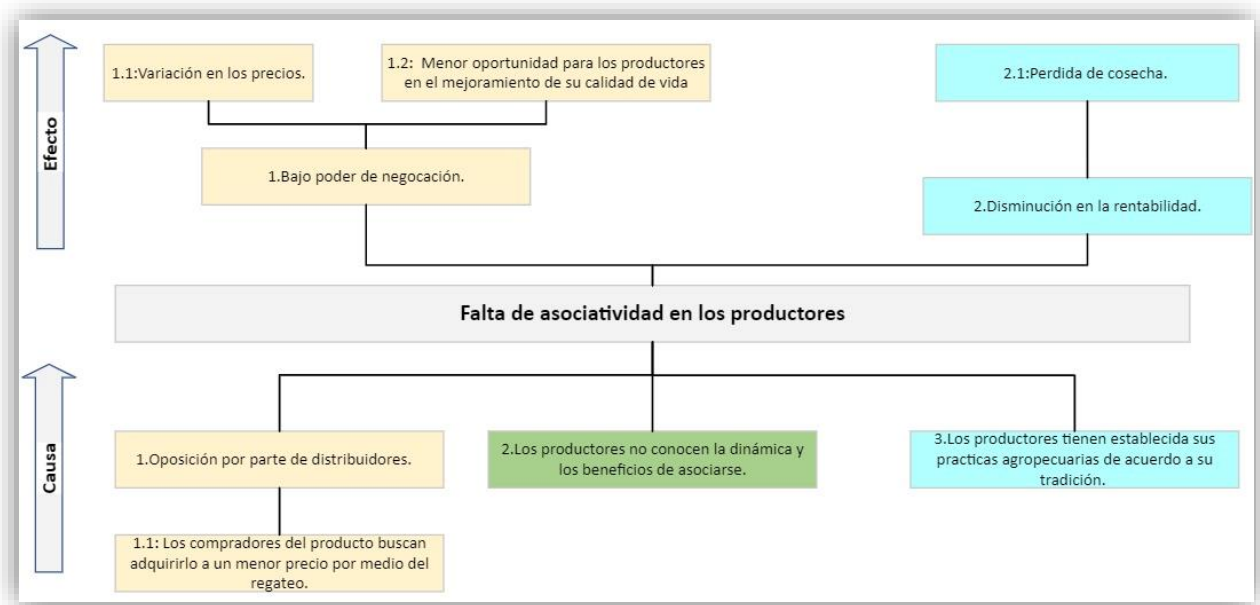 Efecto
1.1:Variación en los precios.
1.2: Menor oportunidad para los productores
en el mejoramiento de su calidad de vida
2.1:Perdida de cosecha.
1.Bajo poder de negocación.
2.Disminución en la rentabilidad.
Falta de asociatividad en los productores
Causa
1.Oposición por parte de distribuidores.
2.Los productores no conocen la dinámica y
los beneficios de asociarse.
3.Los productores tienen establecida sus
practicas agropecuarias de acuerdo a su
tradición.
1.1: Los compradores del producto buscan
adquirirlo a un menor precio por medio del
regateo.